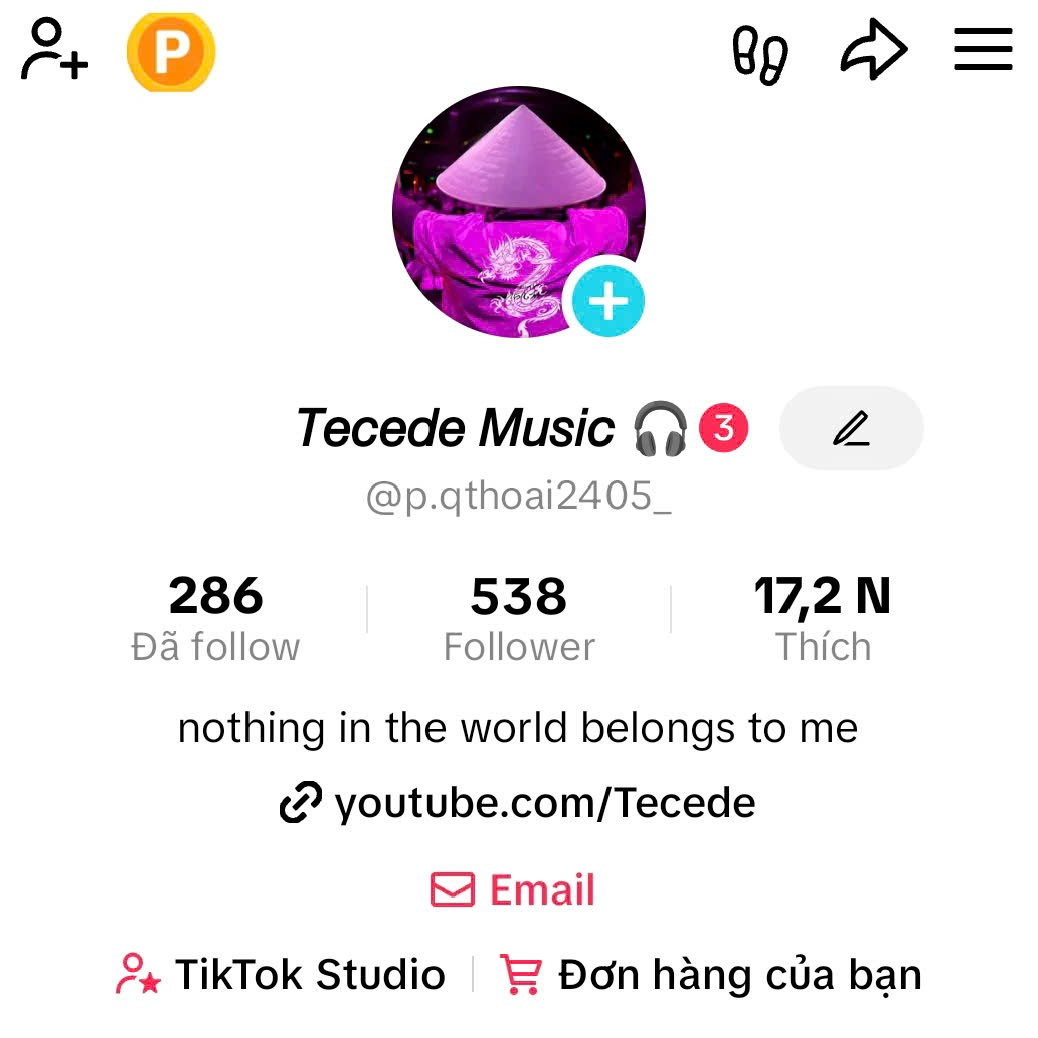 P
Tecede Music 🎧 3
@p.qthoai2405_
286 538 17,2 N
Đã follow Follower Thích
nothing in the world belongs to me
youtube.com/Tecede
Email
TikTok Studio Đơn hàng của bạn